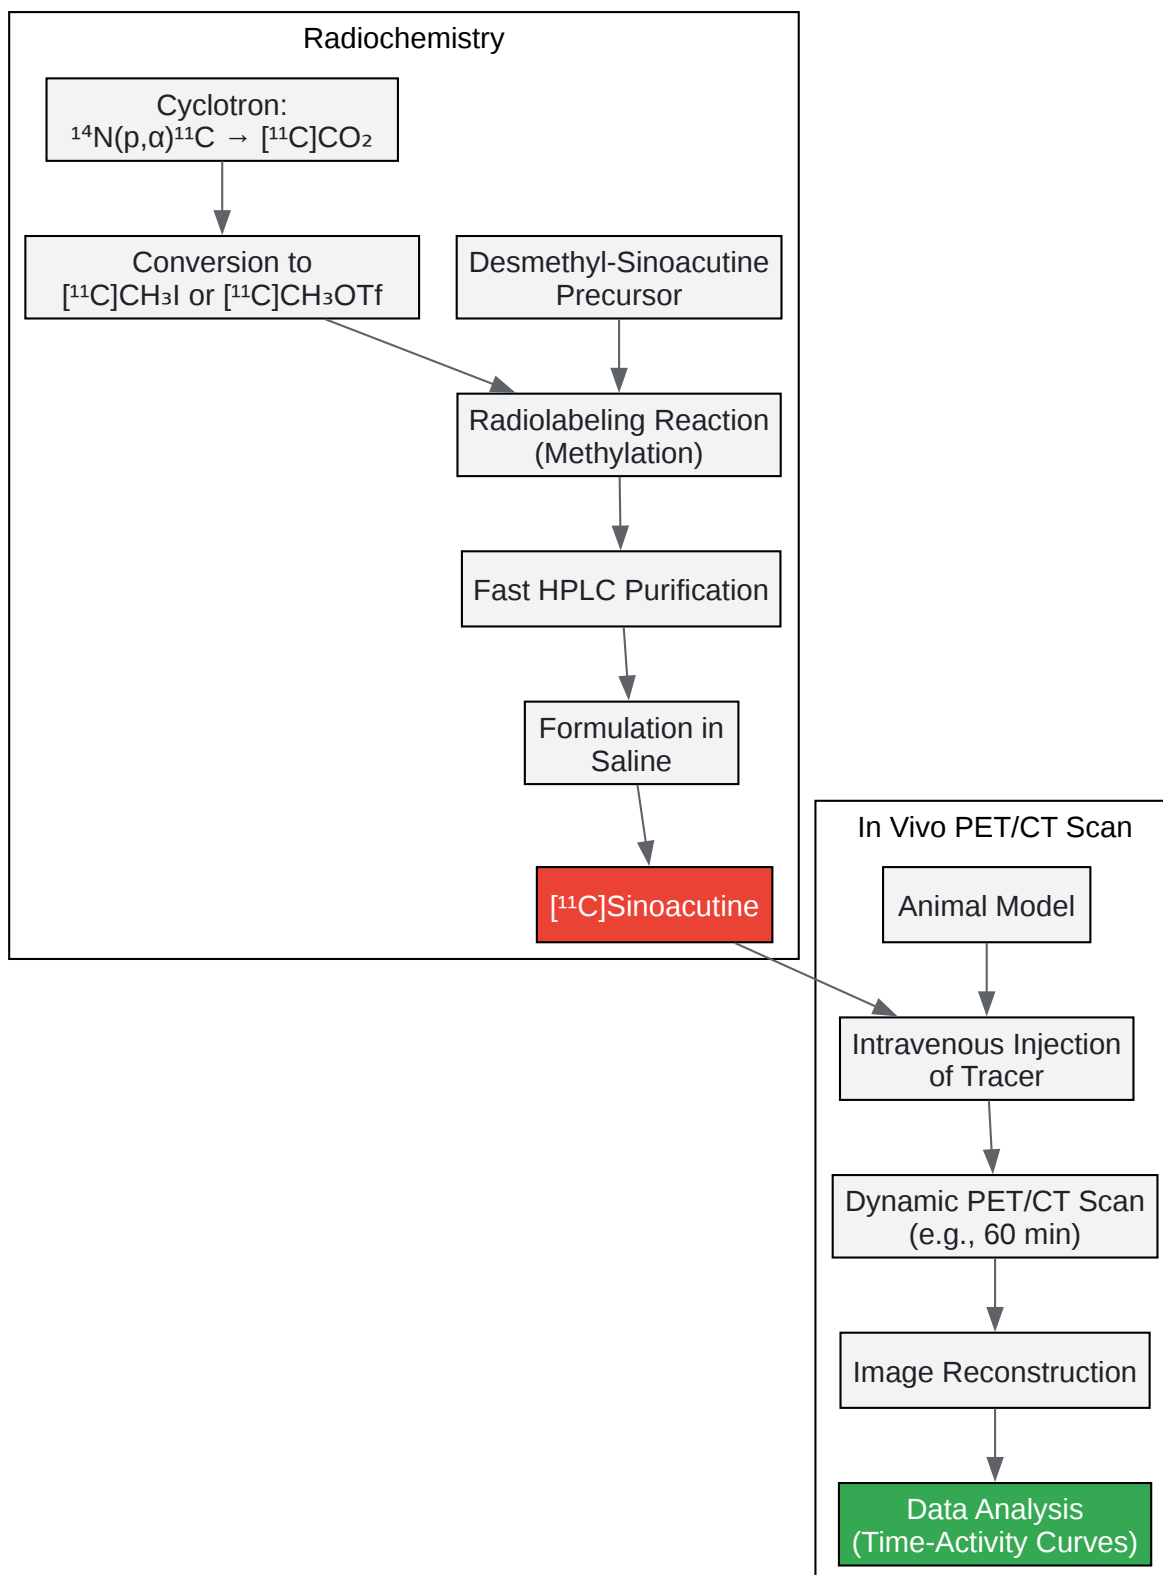 Radiochemistry
Cyclotron:
¹⁴N(p,α)¹¹C → [¹¹C]CO₂
Conversion to
[¹¹C]CH₃I or [¹¹C]CH₃OTf
Desmethyl-Sinoacutine
Precursor
Radiolabeling Reaction
(Methylation)
Fast HPLC Purification
Formulation in
Saline
[¹¹C]Sinoacutine
In Vivo PET/CT Scan
Animal Model
Intravenous Injection
of Tracer
Dynamic PET/CT Scan
(e.g., 60 min)
Image Reconstruction
Data Analysis
(Time-Activity Curves)